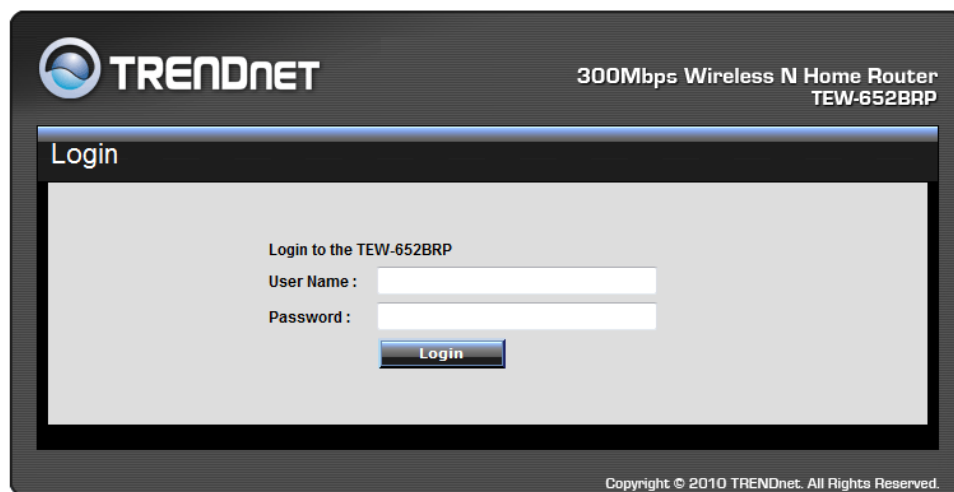 TRENDnet
300Mbps Wireless N Home Router
TEW-652BRP
Login
Login to the TEW-652BRP
User Name :
Password :
Login
Copyright © 2010 TRENDnet. All Rights Reserved.